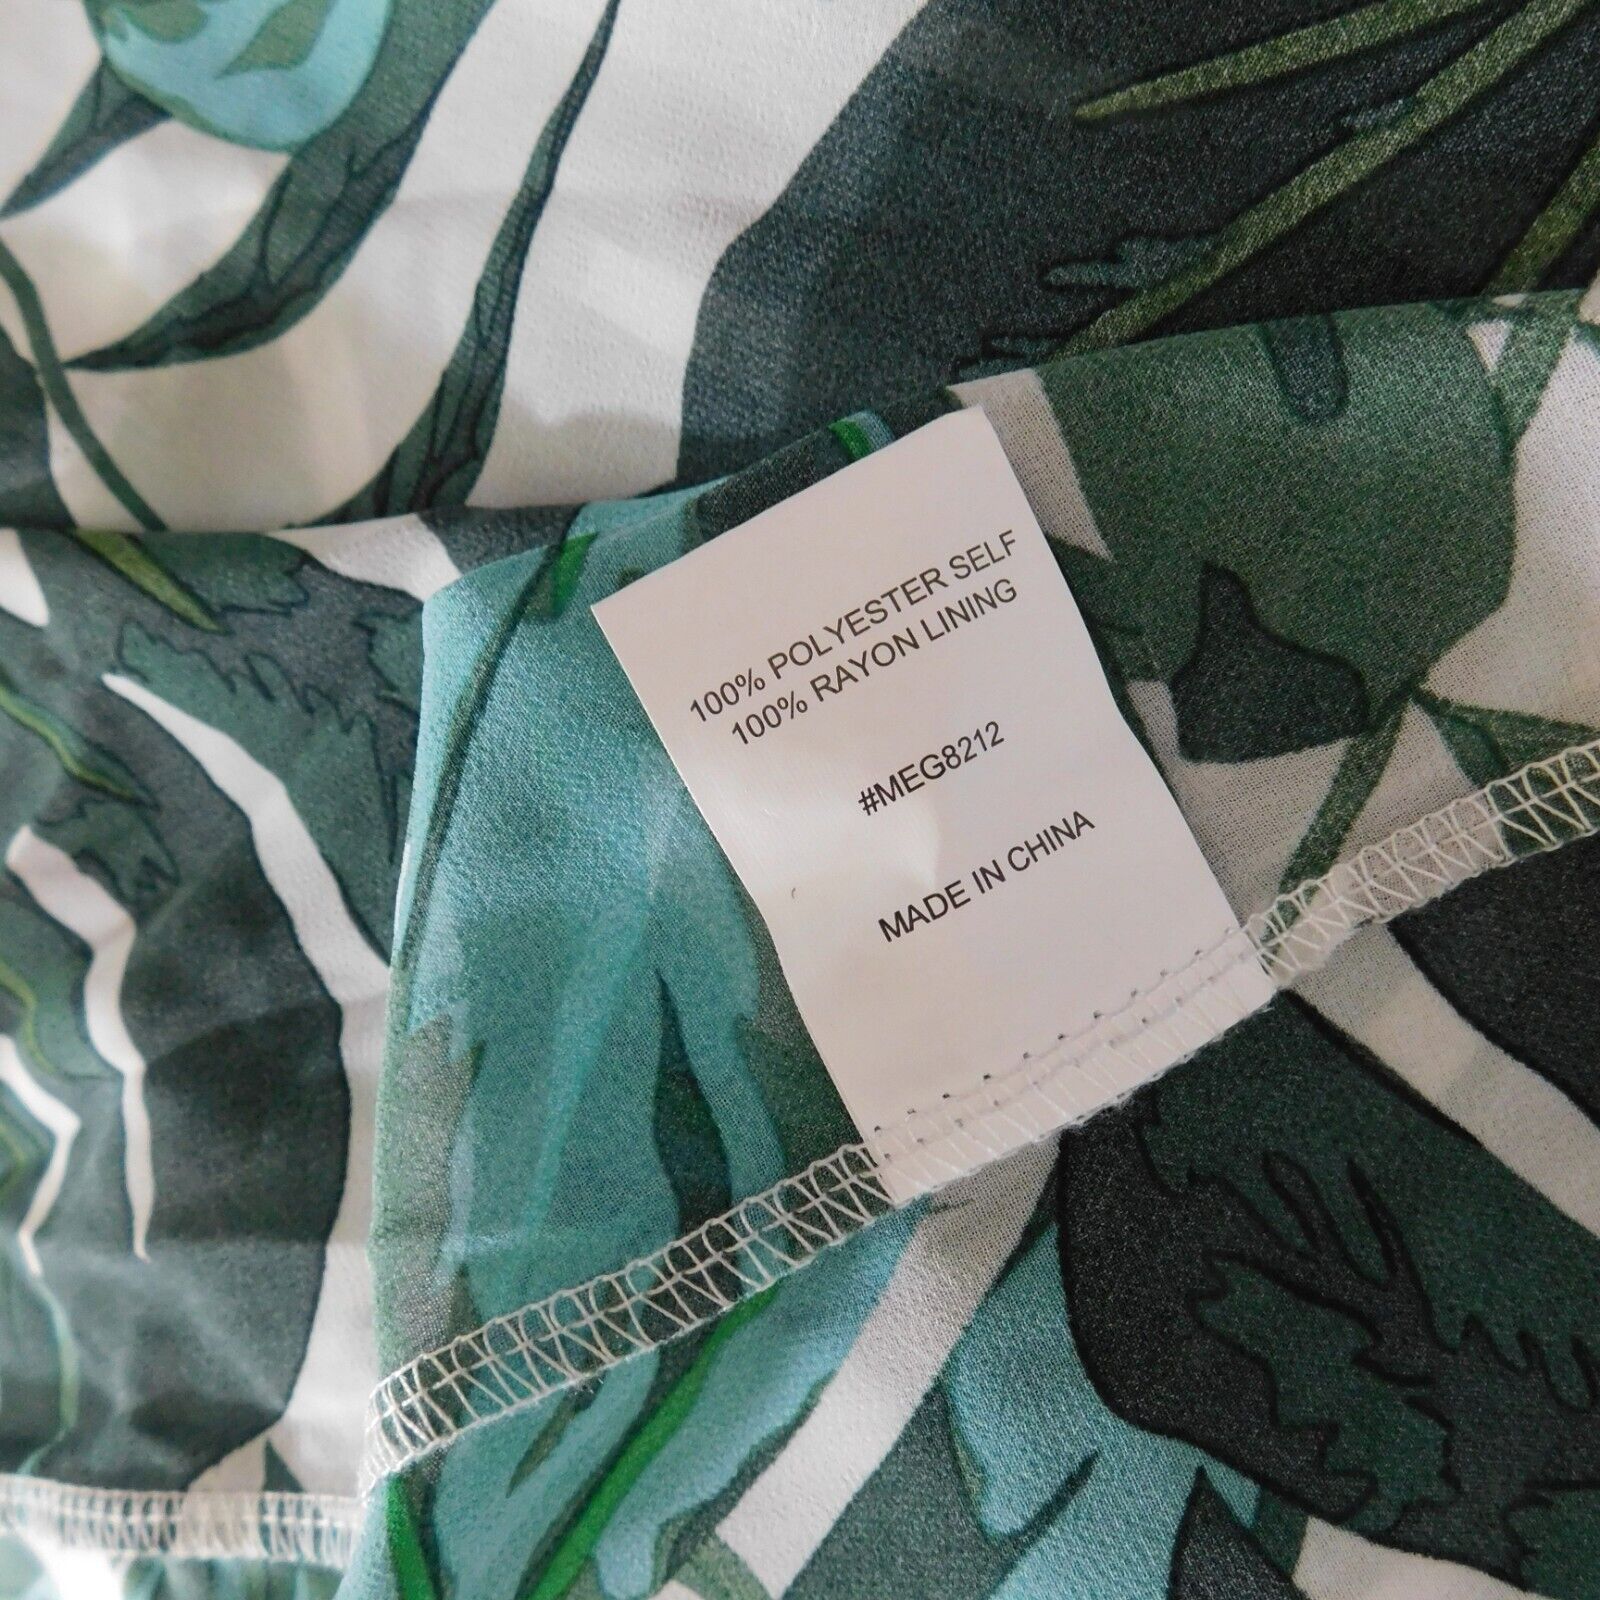 100% POLYESTER SELF
100% RAYON LINING
#MEG8212
MADE IN CHINA